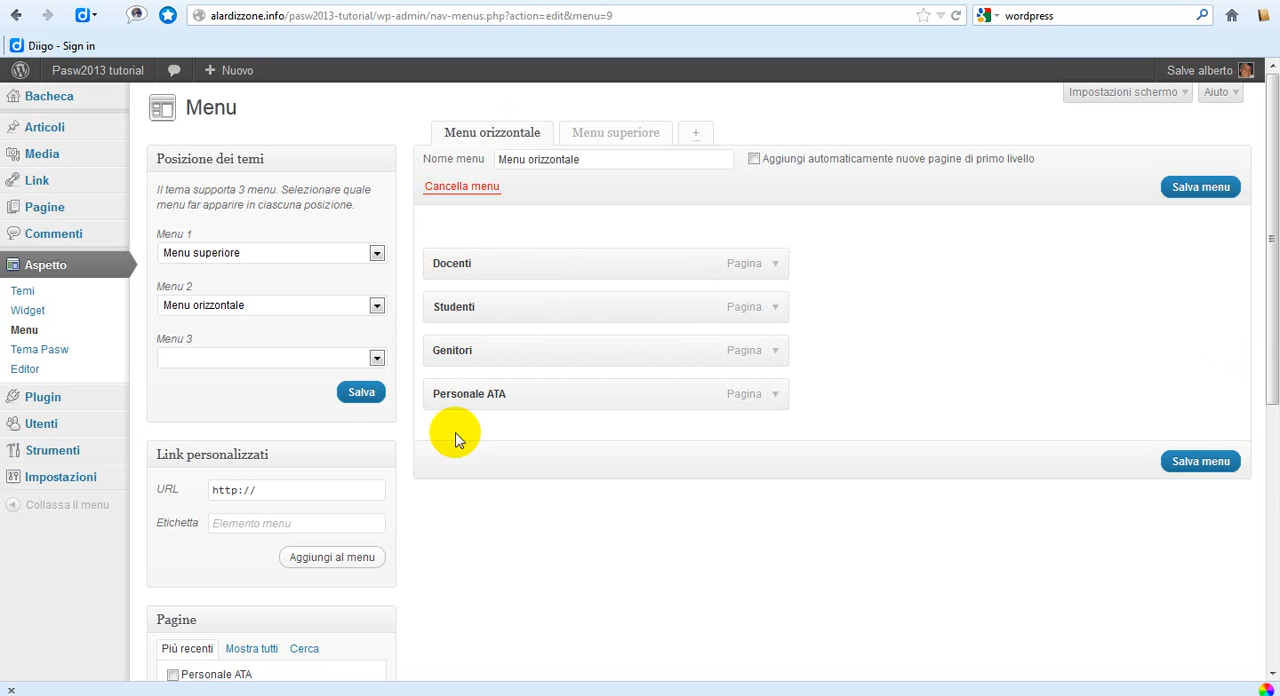 alardizzone.info/pasw2013-tutorial/wp-admin/nav-menus.php?action=edit&menu=9
wordpress
Diigo - Sign in
Pasw2013 tutorial
+ Nuovo
Salve alberto
Bacheca
Articoli
Media
Link
Pagine
Commenti
Aspetto
Temi
Widget
Menu
Tema Pasw
Editor
Plugin
Utenti
Strumenti
Impostazioni
Collassa il menu
Impostazioni schermo
Aiuto
Menu
Posizione dei temi
Il tema supporta 3 menu. Selezionare quale
menu far apparire in ciascuna posizione.
Menu 1
Menu superiore
Menu 2
Menu orizzontale
Menu 3
Salva
Link personalizzati
URL
http://
Etichetta
Elemento menu
Aggiungi al menu
Pagine
Più recenti
Mostra tutti
Cerca
Personale ATA
Menu orizzontale
Menu superiore
+
Nome menu
Menu orizzontale
Aggiungi automaticamente nuove pagine di primo livello
Cancella menu
Salva menu
Docenti Pagina
Studenti Pagina
Genitori Pagina
Personale ATA Pagina
Salva menu